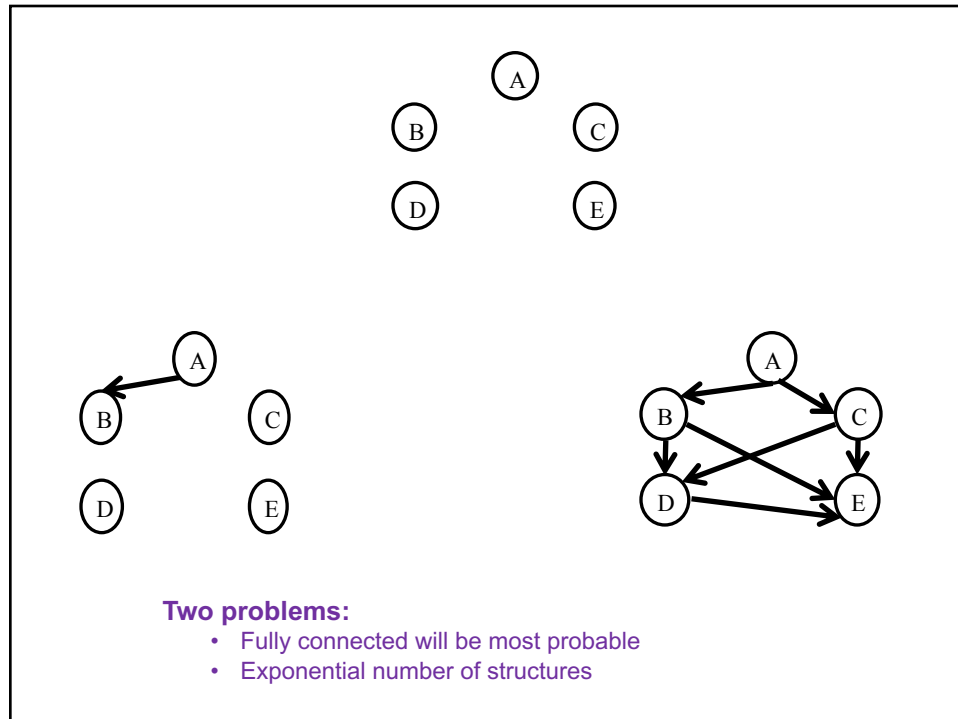 A
B C
D E
A
B C
D E
A
B C
D E
Two problems:
• Fully connected will be most probable
• Exponential number of structures